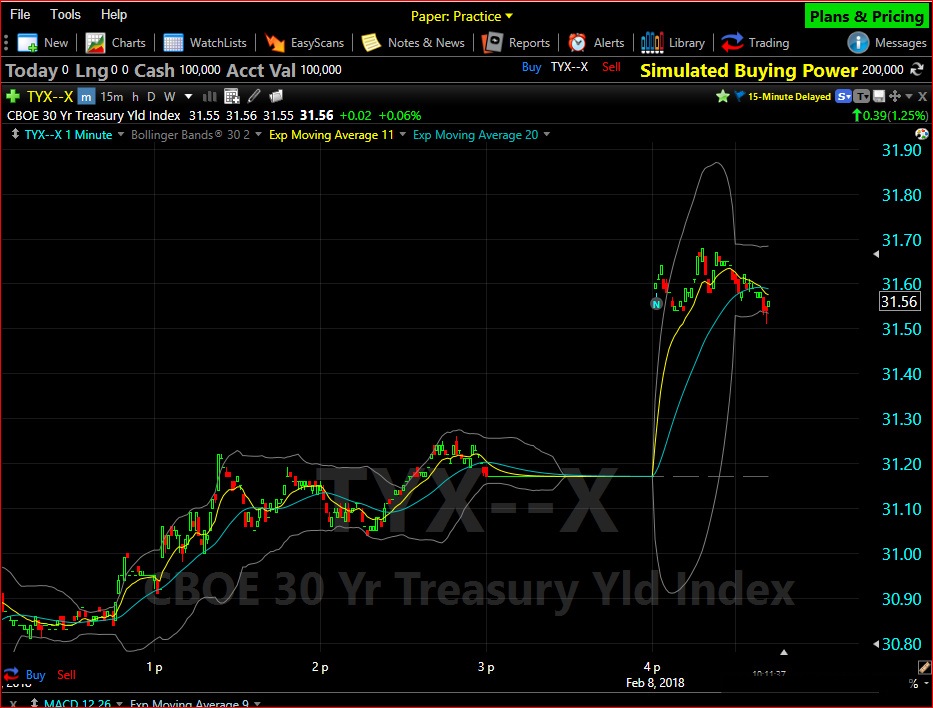 File Tools Help Paper: Practice Plans & Pricing
New Charts WatchLists EasyScans Notes & News Reports Alerts Library Trading Messages
Today 0 Lng 0 0 Cash 100,000 Acct Val 100,000 Buy TYX--X Sell Simulated Buying Power 200,000
TYX--X m 15m h D W 15-Minute Delayed S T X
CBOE 30 Yr Treasury Yld Index 31.55 31.56 31.55 31.56 +0.02 +0.06% 0.39(1.25%)
TYX--X 1 Minute Bollinger Bands® 30 2 Exp Moving Average 11 Exp Moving Average 20
31.90
31.80
31.70
31.60
31.56
N
31.50
31.40
31.30
31.20
TYX--X
31.10
31.00
CBOE 30 Yr Treasury Yld Index
30.90
30.80
1 p 2 p 3 p 4 p 10:11:37
Buy Sell
Feb 8, 2018
%
X MACD 12,26 Exp Moving Average 9